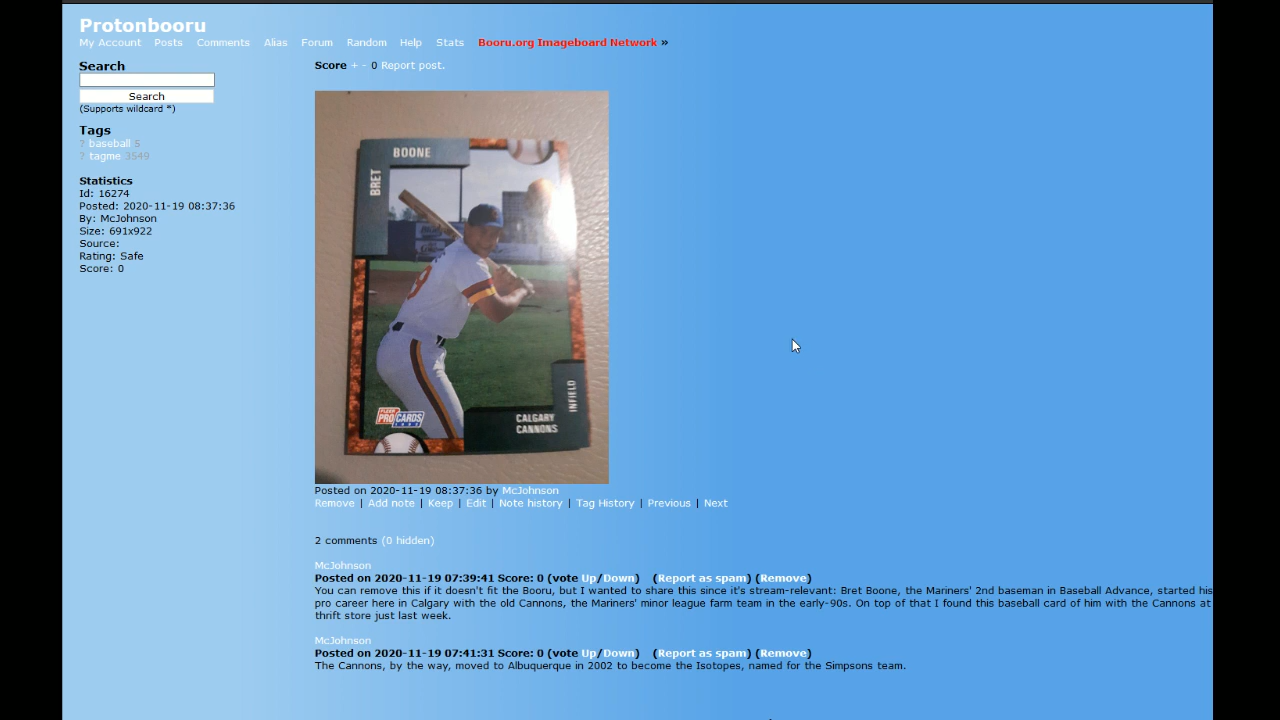 Protonbooru
My Account Posts Comments Alias Forum Random Help Stats Booru.org Imageboard Network »
Search
Search
(Supports wildcard *)
Tags
? baseball 5
? tagme 3549
Statistics
Id: 16274
Posted: 2020-11-19 08:37:36
By: McJohnson
Size: 691x922
Source:
Rating: Safe
Score: 0
Score + - 0 Report post.
BRET
BOONE
INFIELD
FLEER
PRO CARDS
CALGARY
CANNONS
Posted on 2020-11-19 08:37:36 by McJohnson
Remove | Add note | Keep | Edit | Note history | Tag History | Previous | Next
2 comments (0 hidden)
McJohnson
Posted on 2020-11-19 07:39:41 Score: 0 (vote Up/Down) (Report as spam) (Remove)
You can remove this if it doesn't fit the Booru, but I wanted to share this since it's stream-relevant: Bret Boone, the Mariners' 2nd baseman in Baseball Advance, started his
pro career here in Calgary with the old Cannons, the Mariners' minor league farm team in the early-90s. On top of that I found this baseball card of him with the Cannons at
thrift store just last week.
McJohnson
Posted on 2020-11-19 07:41:31 Score: 0 (vote Up/Down) (Report as spam) (Remove)
The Cannons, by the way, moved to Albuquerque in 2002 to become the Isotopes, named for the Simpsons team.